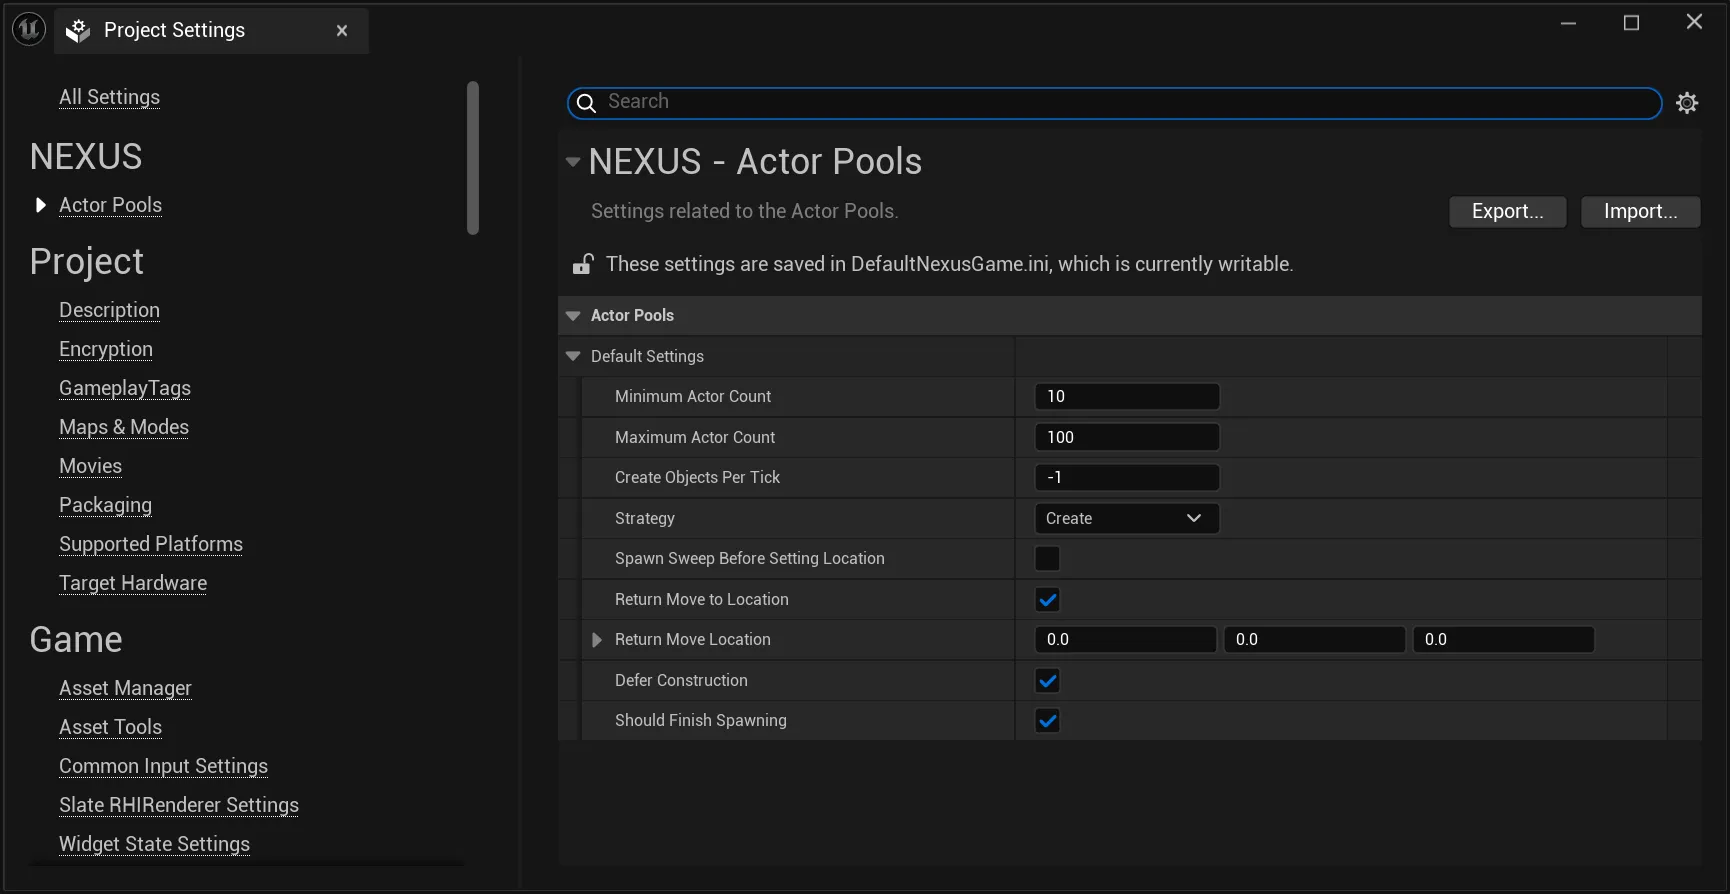 Project Settings
All Settings
NEXUS
Actor Pools
Project
Description
Encryption
GameplayTags
Maps & Modes
Movies
Packaging
Supported Platforms
Target Hardware
Game
Asset Manager
Asset Tools
Common Input Settings
Slate RHIRenderer Settings
Widget State Settings
Search
NEXUS - Actor Pools
Settings related to the Actor Pools.
Export...
Import...
These settings are saved in DefaultNexusGame.ini, which is currently writable.
Actor Pools
Default Settings
Minimum Actor Count 10
Maximum Actor Count 100
Create Objects Per Tick -1
Strategy Create
Spawn Sweep Before Setting Location
Return Move to Location
Return Move Location 0.0 0.0 0.0
Defer Construction
Should Finish Spawning